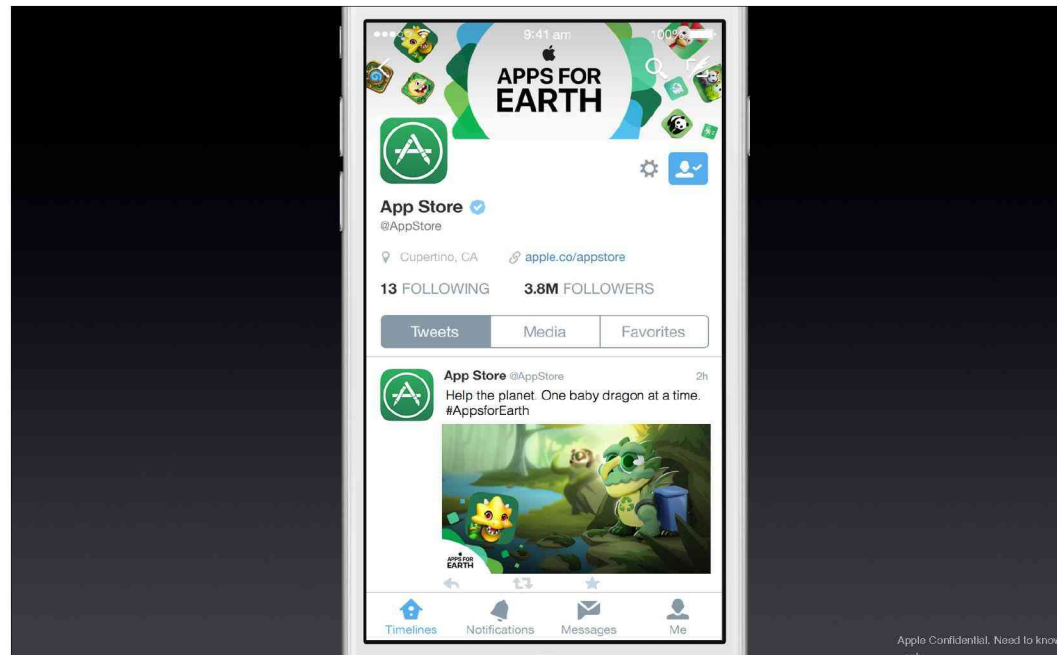 9:41 am 100%
APPS FOR
EARTH
App Store
@AppStore
Cupertino, CA apple.co/appstore
13 FOLLOWING 3.8M FOLLOWERS
Tweets Media Favorites
App Store @AppStore 2h
Help the planet. One baby dragon at a time.
#AppsforEarth
APPS FOR
EARTH
Timelines Notifications Messages Me
Apple Confidential. Need to know